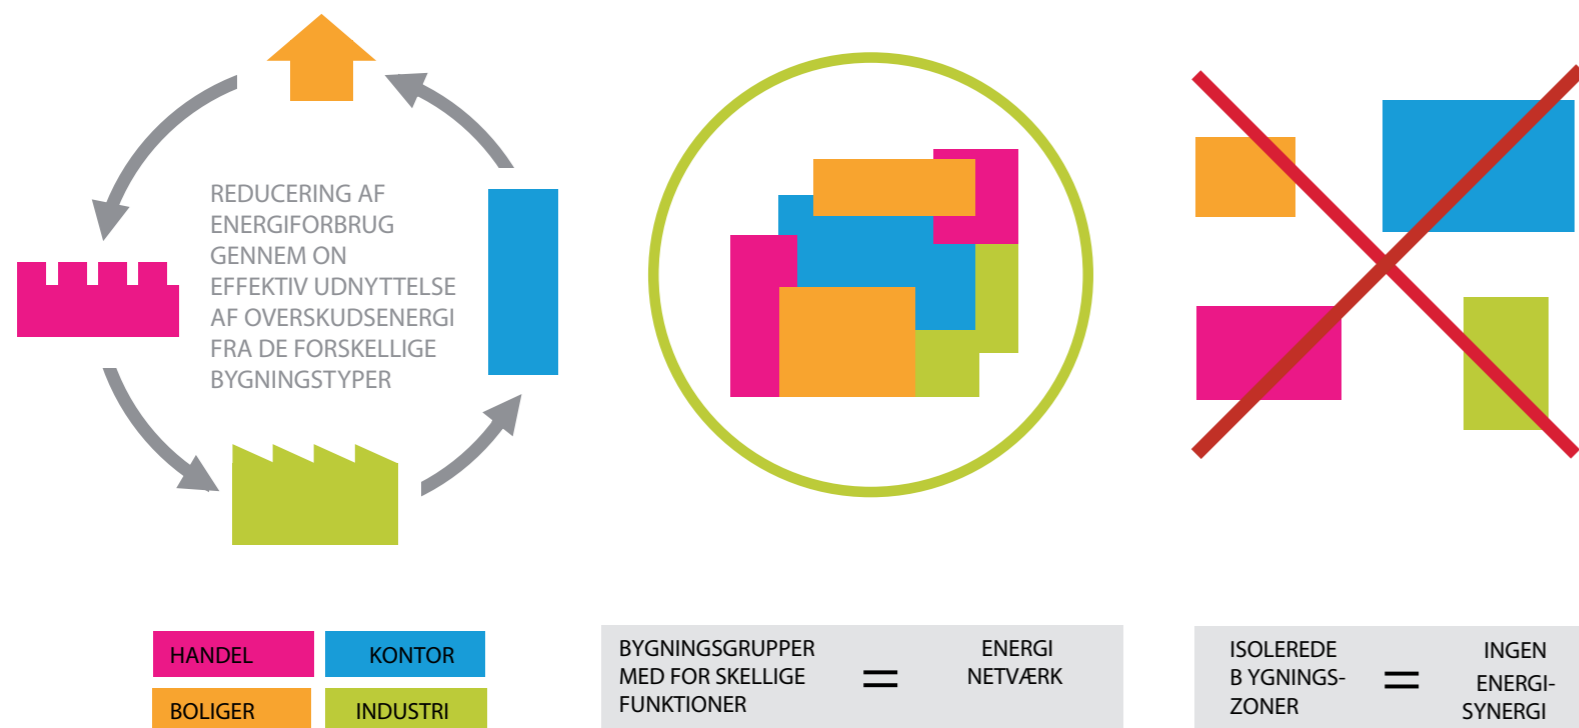 REDUCERING AF
ENERGIFORBRUG
GENNEM ON
EFFEKTIV UDNYTTELSE
AF OVERSKUDSENERGI
FRA DE FORSKELLIGE
BYGNINGSTYPER
HANDEL
KONTOR
BOLIGER
INDUSTRI
BYGNINGSGRUPPER
MED FOR SKELLIGE
FUNKTIONER
=
ENERGI
NETVÆRK
ISOLEREDE
B YGNINGS-
ZONER
=
INGEN
ENERGI-
SYNERGI